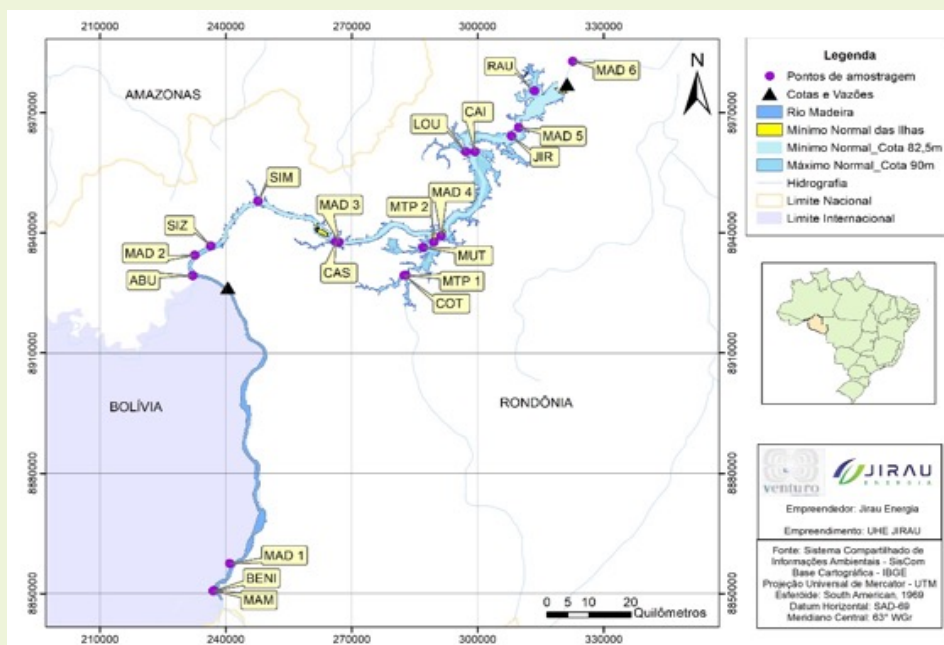 210000
240000
270000
300000
330000
8970000
8940000
8910000
8880000
8850000
AMAZONAS
BOLÍVIA
RONDÔNIA
N
RAU
MAD 6
CAI
LOU
MAD 5
JIR
SIM
MAD 3
MTP 2
MAD 4
SIZ
MAD 2
ABU
CAS
MUT
MTP 1
COT
MAD 1
BENI
MAM
0 5 10 20
Quilômetros
8970000
8940000
8910000
8880000
8850000
210000
240000
270000
300000
330000
Legenda
Pontos de amostragem
Cotas e Vazões
Rio Madeira
Mínimo Normal das Ilhas
Mínimo Normal_Cota 82,5m
Máximo Normal_Cota 90m
Hidrografia
Limite Nacional
Limite Internacional
venturo
JIRAU
ENERGIA
Empreendedor: Jirau Energia
Empreendimento: UHE JIRAU
Fonte: Sistema Compartilhado de
Informações Ambientais - SisCom
Base Cartográfica - IBGE
Projeção Universal de Mercator - UTM
Esferóide: South American, 1969
Datum Horizontal: SAD-69
Meridiano Central: 63° WGr